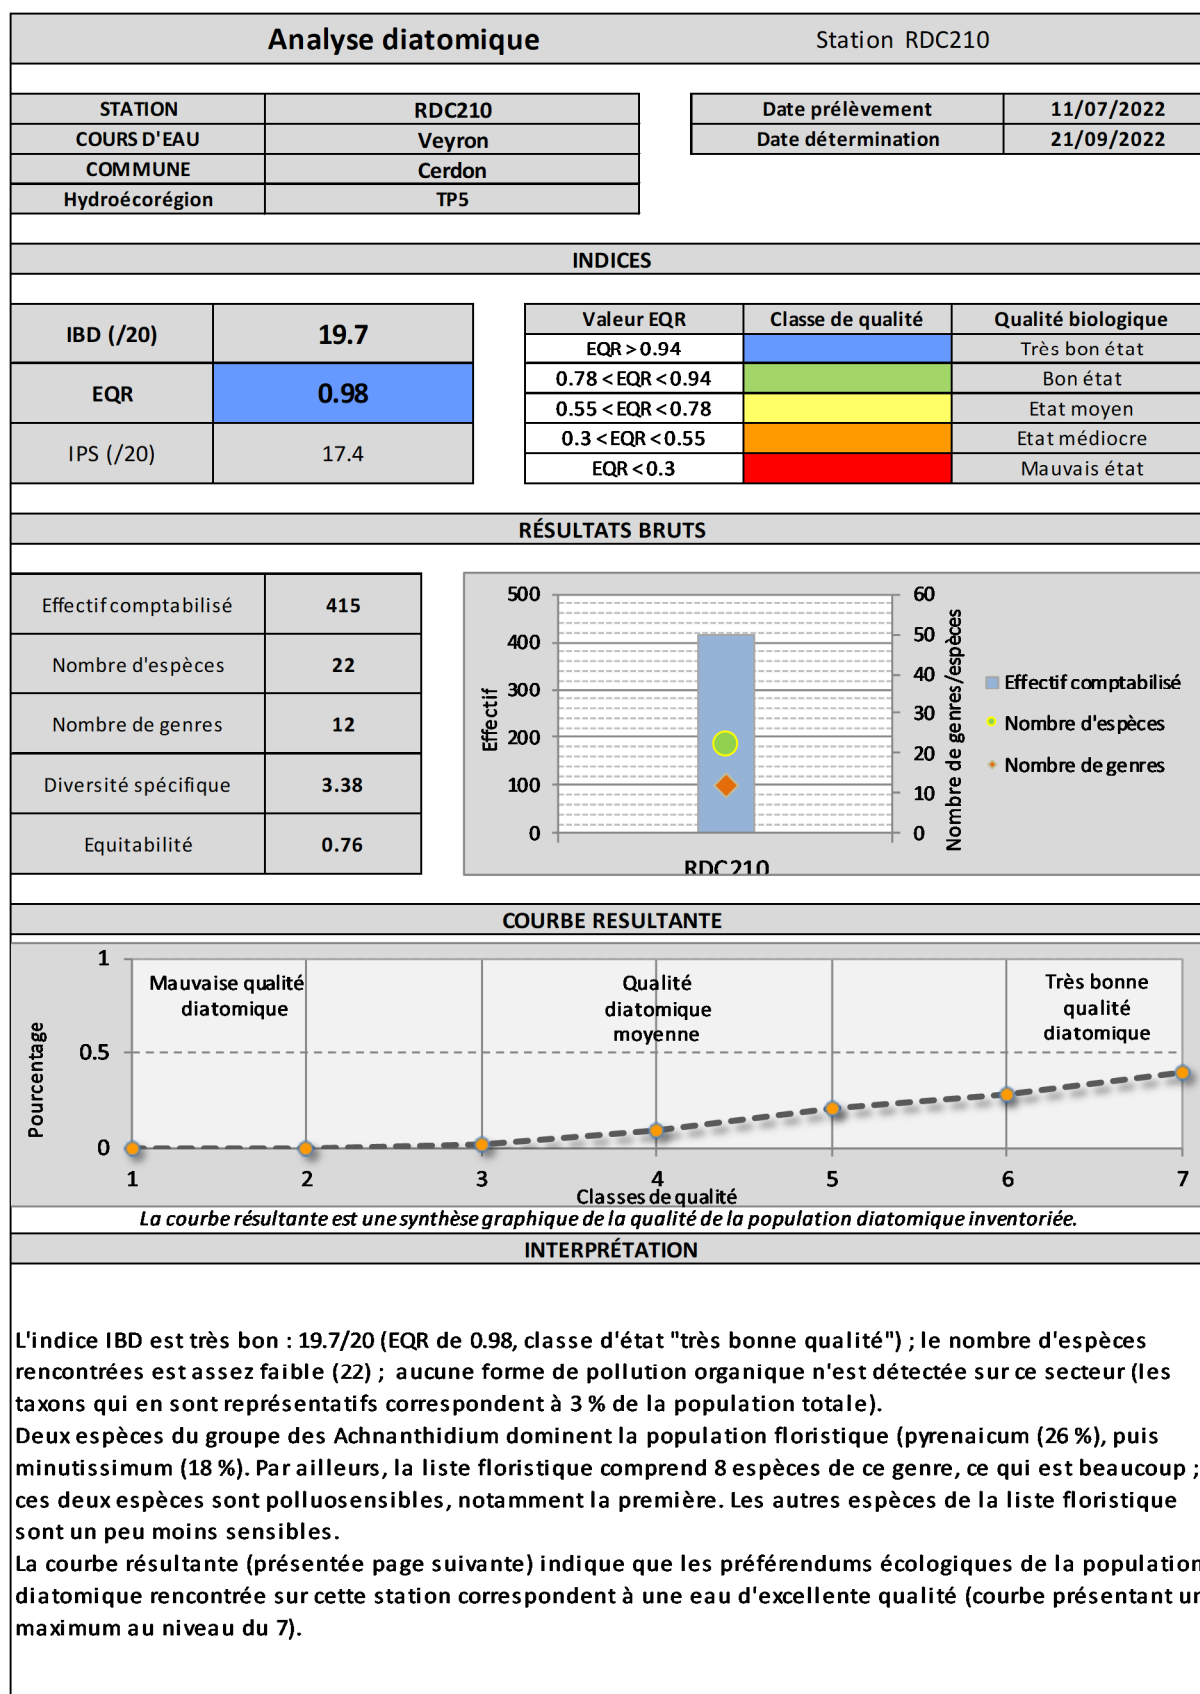 Analyse diatomique Station RDC210
STATION RDC210
COURS D'EAU Veyron
COMMUNE Cerdon
Hydroécorégion TP5
Date prélèvement 11/07/2022
Date détermination 21/09/2022
INDICES
IBD (/20) 19.7
EQR 0.98
IPS (/20) 17.4
Valeur EQR Classe de qualité Qualité biologique
EQR > 0.94 Très bon état
0.78 < EQR < 0.94 Bon état
0.55 < EQR < 0.78 Etat moyen
0.3 < EQR < 0.55 Etat médiocre
EQR < 0.3 Mauvais état
RÉSULTATS BRUTS
Effectif comptabilisé 415
Nombre d'espèces 22
Nombre de genres 12
Diversité spécifique 3.38
Equitabilité 0.76
500
400
300
200
100
0
Effectif
60
50
40
30
20
10
0
Nombre de genres/espèces
RDC210
Effectif comptabilisé
Nombre d'espèces
Nombre de genres
COURBE RESULTANTE
1
0.5
0
Pourcentage
Mauvaise qualité
diatomique
Qualité
diatomique
moyenne
Très bonne
qualité
diatomique
1 2 3 4 5 6 7
Classes de qualité
La courbe résultante est une synthèse graphique de la qualité de la population diatomique inventoriée.
INTERPRÉTATION
L'indice IBD est très bon : 19.7/20 (EQR de 0.98, classe d'état "très bonne qualité") ; le nombre d'espèces
rencontrées est assez faible (22) ; aucune forme de pollution organique n'est détectée sur ce secteur (les
taxons qui en sont représentatifs correspondent à 3 % de la population totale).
Deux espèces du groupe des Achnanthidium dominent la population floristique (pyrenaicum (26 %), puis
minutissimum (18 %). Par ailleurs, la liste floristique comprend 8 espèces de ce genre, ce qui est beaucoup ;
ces deux espèces sont polluosensibles, notamment la première. Les autres espèces de la liste floristique
sont un peu moins sensibles.
La courbe résultante (présentée page suivante) indique que les préférendums écologiques de la population
diatomique rencontrée sur cette station correspondent à une eau d'excellente qualité (courbe présentant un
maximum au niveau du 7).